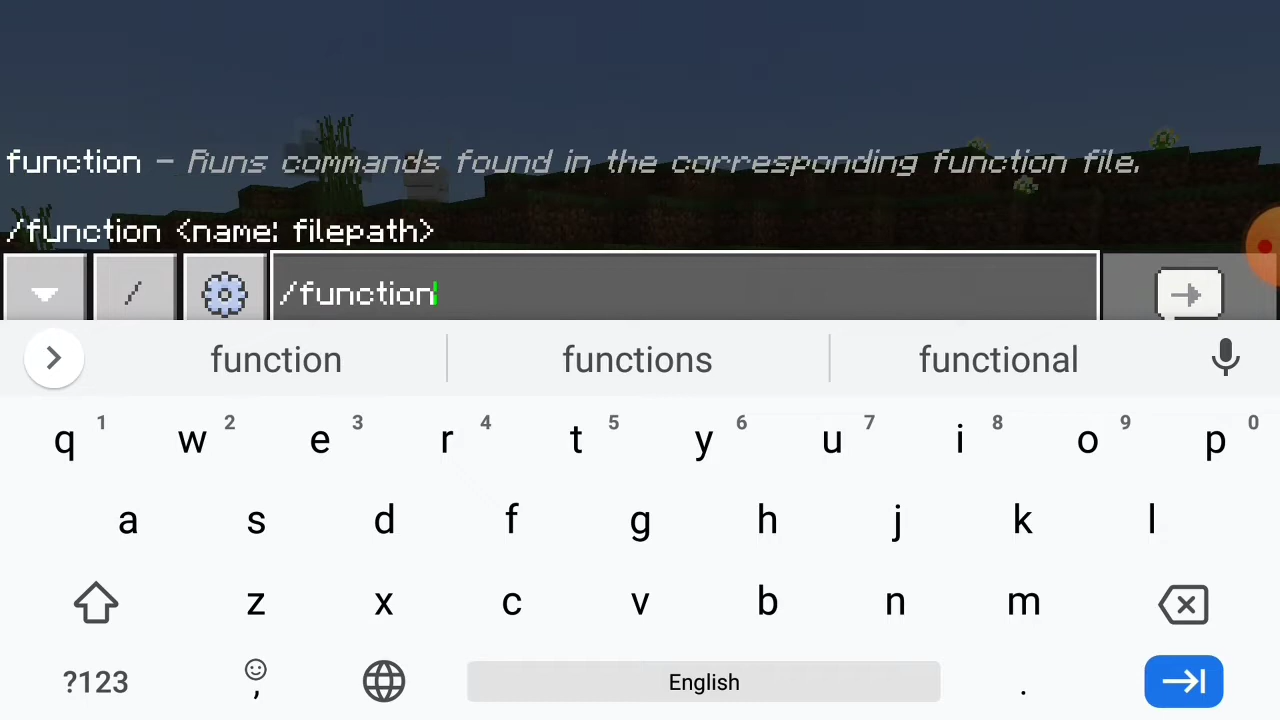 function - Runs commands found in the corresponding function file.
/function <name: filepath>
/ /function
function functions functional
q 1 w 2 e 3 r 4 t 5 y 6 u 7 i 8 o 9 p 0
a s d f g h j k l
z x c v b n m
?123 , English .